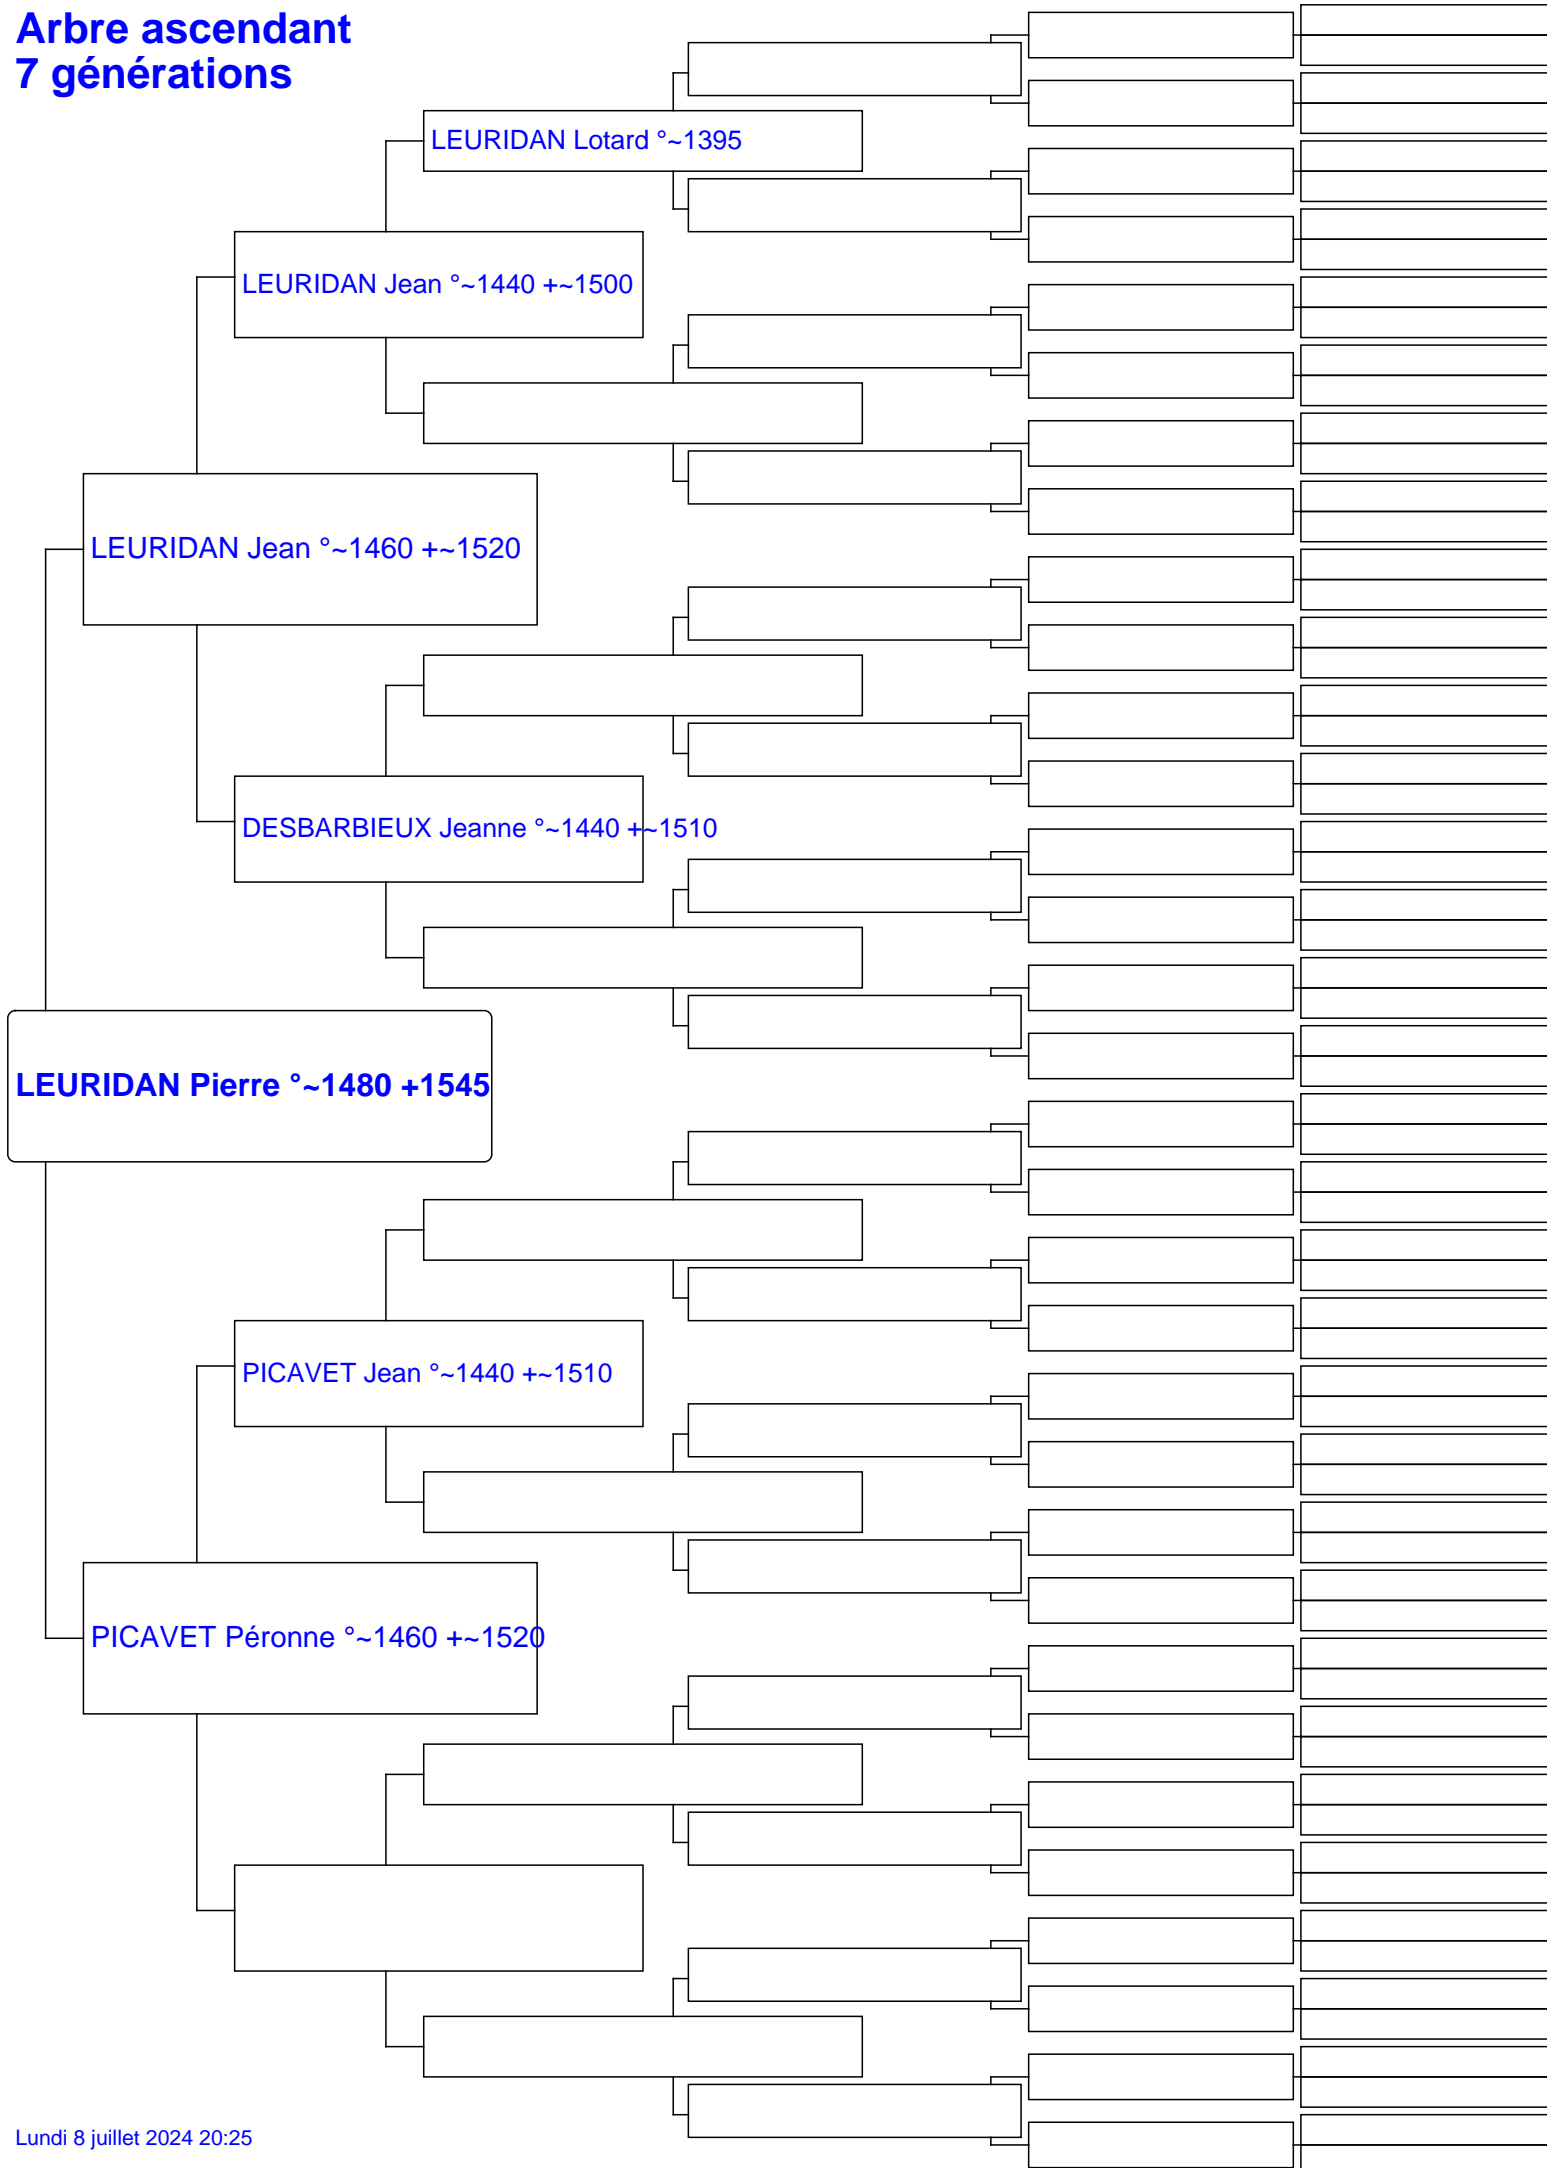 Arbre ascendant
7 générations
LEURIDAN Lotard °~1395
LEURIDAN Jean °~1440 +~1500
LEURIDAN Jean °~1460 +~1520
DESBARBIEUX Jeanne °~1440 +~1510
LEURIDAN Pierre °~1480 +1545
PICAVET Jean °~1440 +~1510
PICAVET Péronne °~1460 +~1520
Lundi 8 juillet 2024 20:25